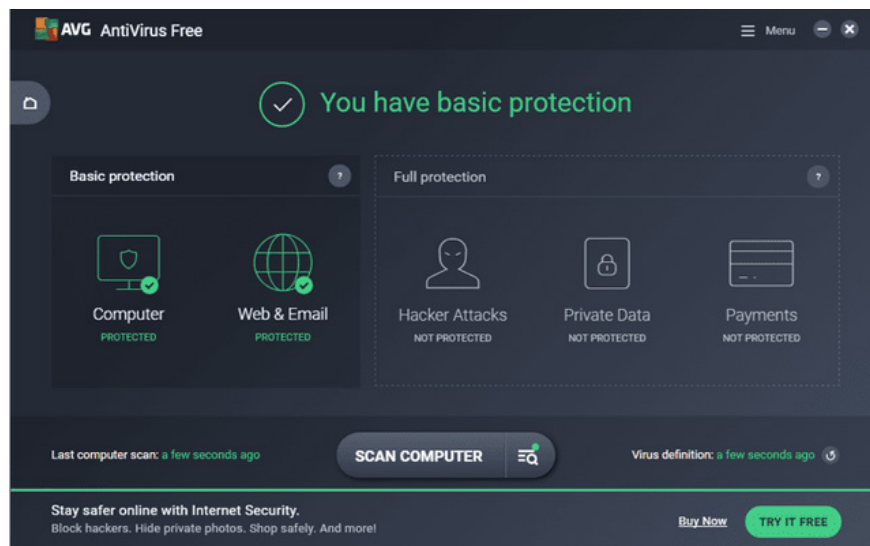 AVG AntiVirus Free
Menu
You have basic protection
Basic protection
?
Full protection
?
Computer
PROTECTED
Web & Email
PROTECTED
Hacker Attacks
NOT PROTECTED
Private Data
NOT PROTECTED
Payments
NOT PROTECTED
Last computer scan: a few seconds ago
SCAN COMPUTER
Virus definition: a few seconds ago
Stay safer online with Internet Security.
Block hackers. Hide private photos. Shop safely. And more!
Buy Now
TRY IT FREE